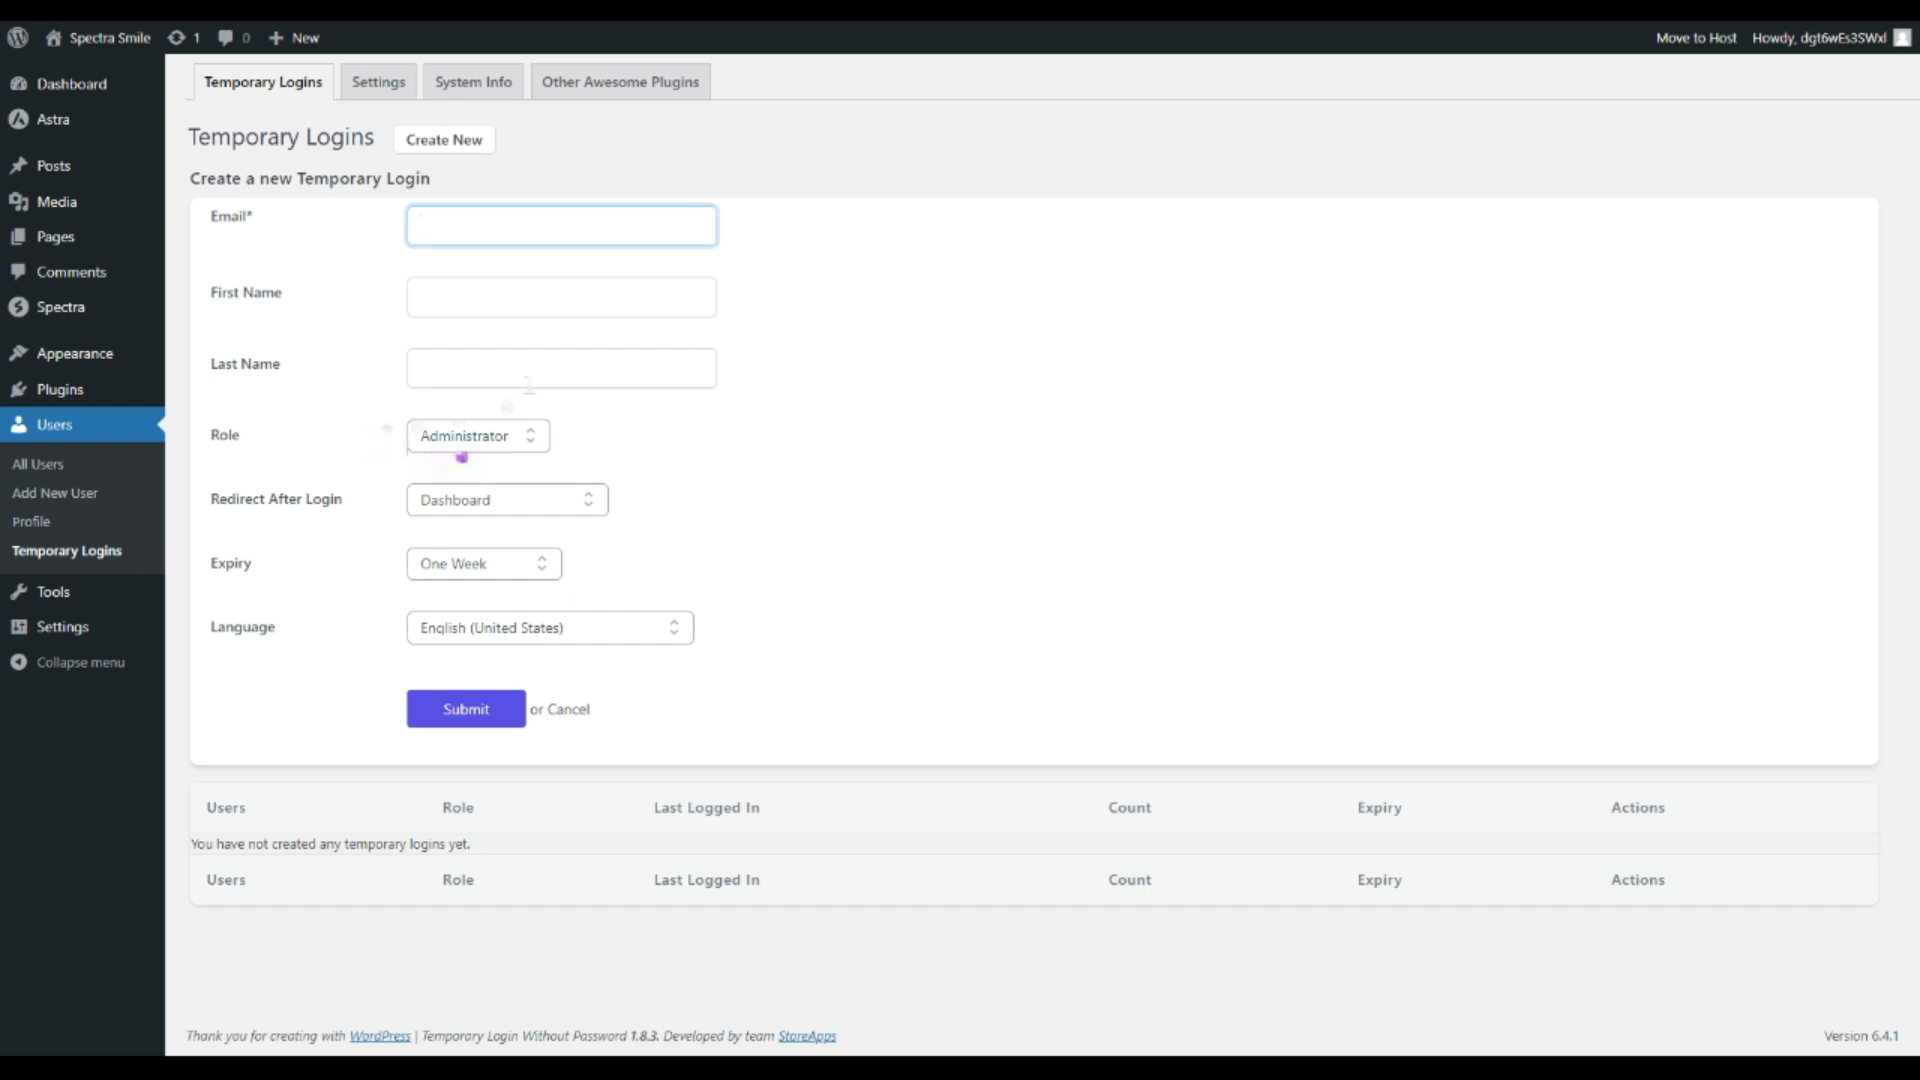 Spectra Smile 1 0 New Move to Host Howdy, dgt6wEs3SWxl
Dashboard
Astra
Posts
Media
Pages
Comments
Spectra
Appearance
Plugins
Users
All Users
Add New User
Profile
Temporary Logins
Tools
Settings
Collapse menu
Temporary Logins Settings System Info Other Awesome Plugins
Temporary Logins Create New
Create a new Temporary Login
Email*
First Name
Last Name
Role Administrator
Redirect After Login Dashboard
Expiry One Week
Language English (United States)
Submit or Cancel
Users Role Last Logged In Count Expiry Actions
You have not created any temporary logins yet.
Users Role Last Logged In Count Expiry Actions
Thank you for creating with WordPress | Temporary Login Without Password 1.8.3. Developed by team StoreApps Version 6.4.1